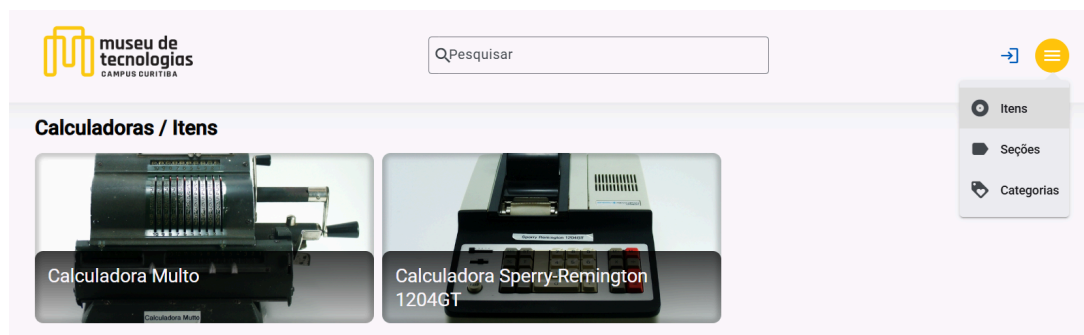 museu de
tecnologias
CAMPUS CURITIBA
Pesquisar
Itens
Seções
Categorias
Calculadoras / Itens
Calculadora Multo
Calculadora Multo
Calculadora Sperry-Remington
1204GT
Sperry Remington 1204GT